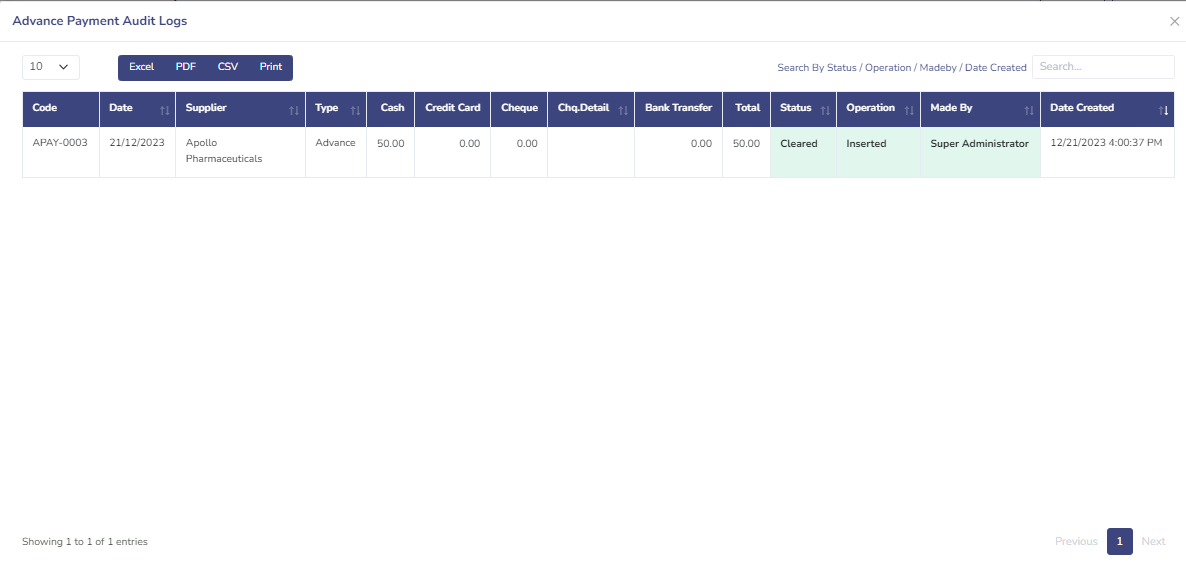 Advance Payment Audit Logs
10
Excel PDF CSV Print
Search By Status / Operation / Madeby / Date Created Search...
Code Date Supplier Type Cash Credit Card Cheque Chq.Detail Bank Transfer Total Status Operation Made By Date Created
APAY-0003 21/12/2023 Apollo Advance 50.00 0.00 0.00 0.00 50.00 Cleared Inserted Super Administrator 12/21/2023 4:00:37 PM
Pharmaceuticals
Showing 1 to 1 of 1 entries
Previous 1 Next